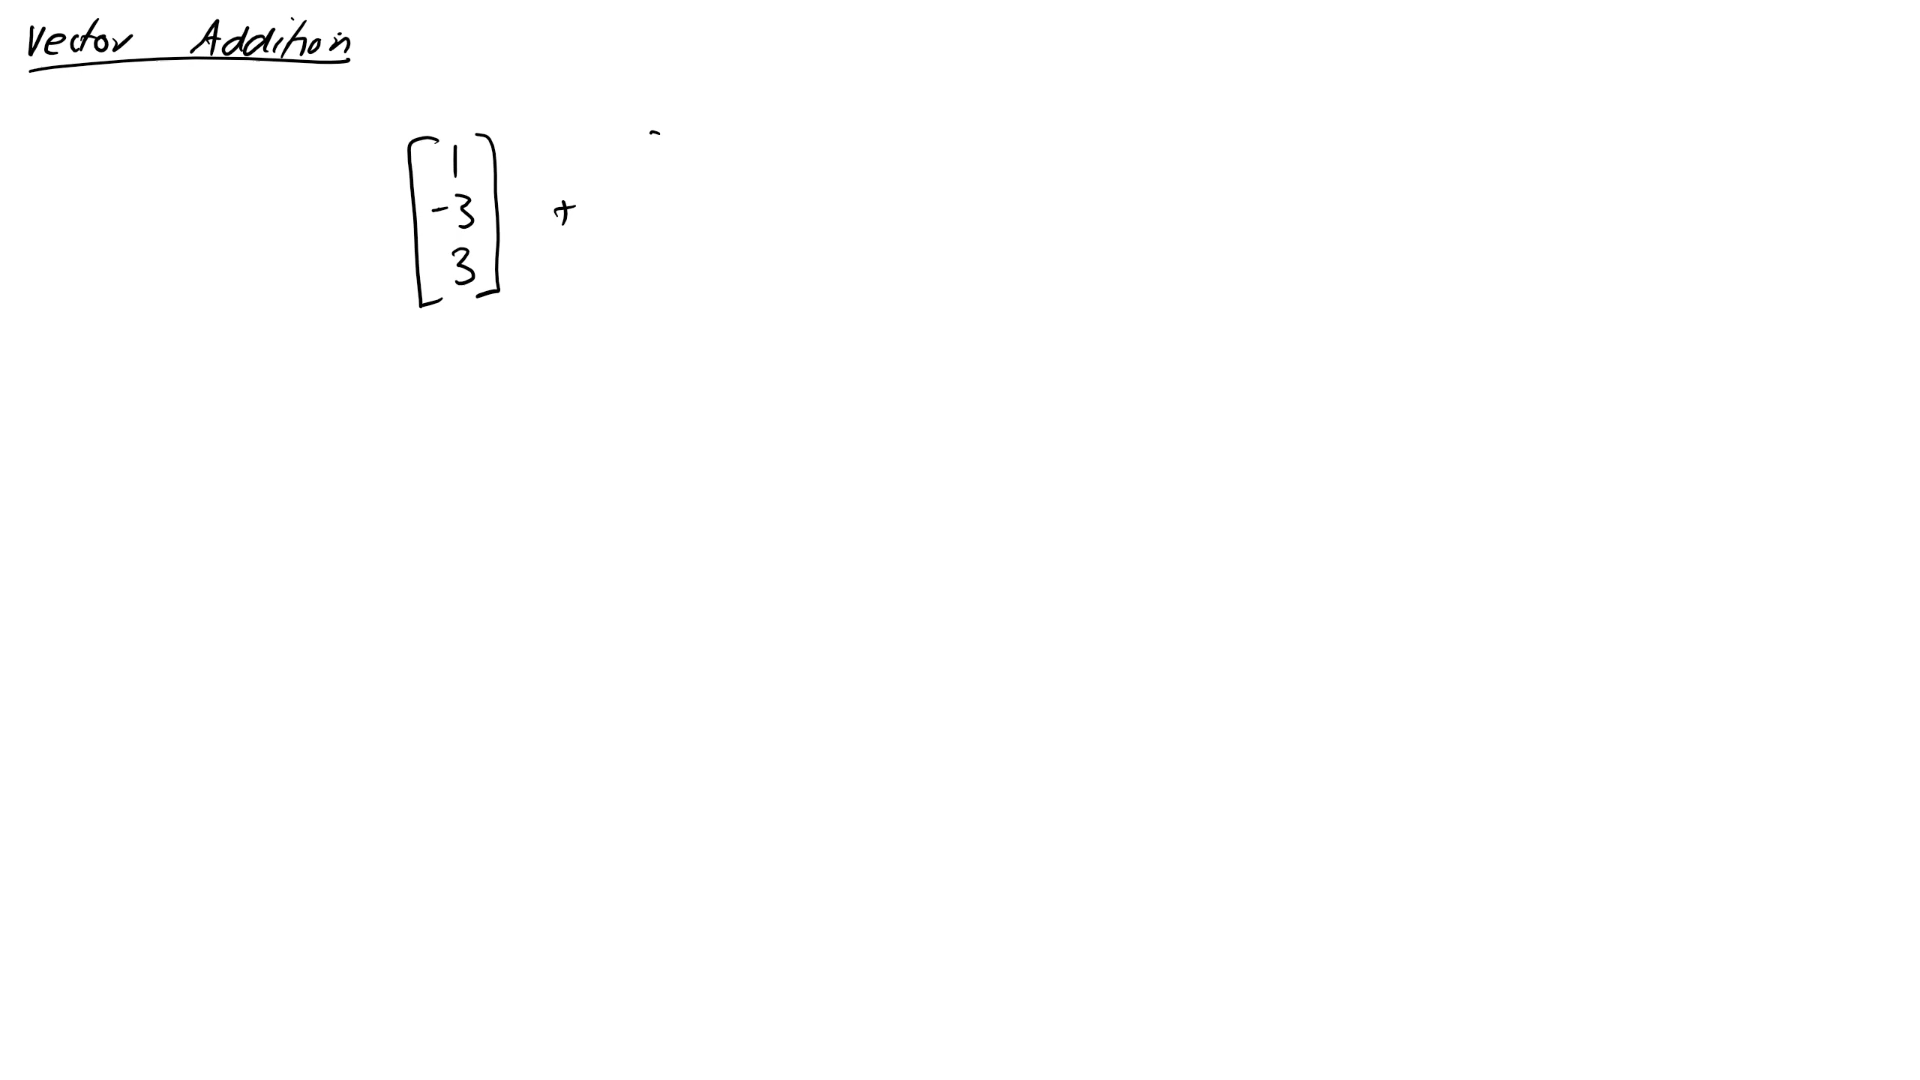 Vector Addition
[ 1 ]
[ -3 ] +
[ 3 ]